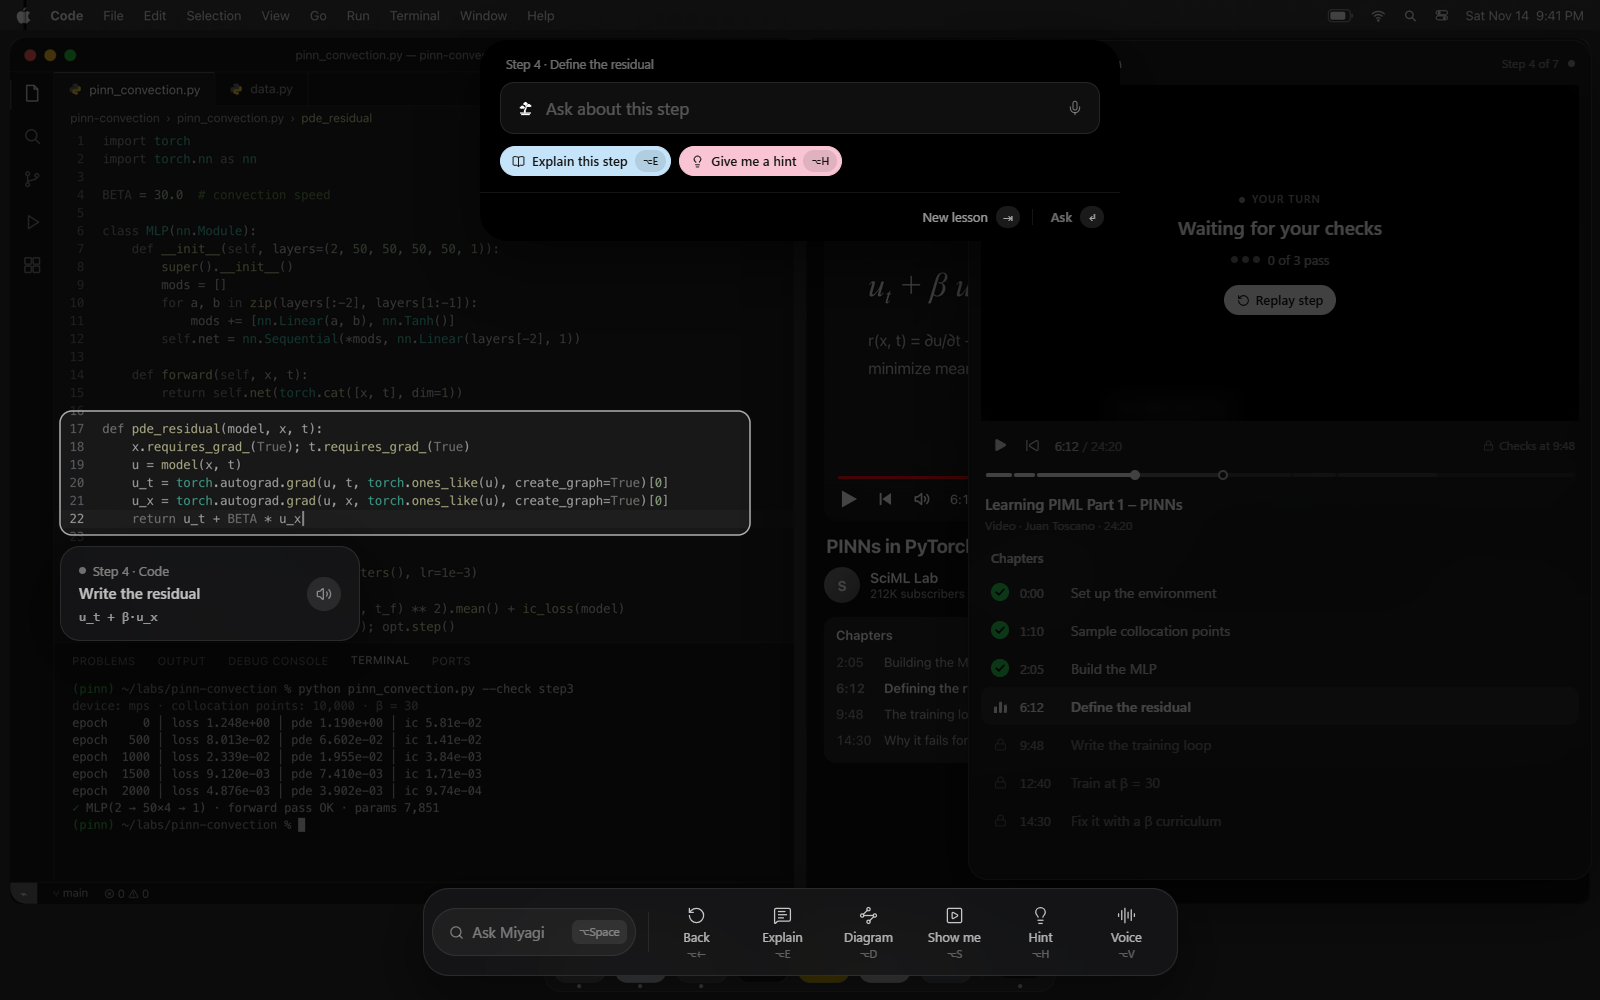 Code File Edit Selection View Go Run Terminal Window Help
Sat Nov 14 9:41 PM
pinn_convection.py — pinn-conve
pinn_convection.py
data.py
pinn-convection › pinn_convection.py › pde_residual
1 import torch
2 import torch.nn as nn
3
4 BETA = 30.0 # convection speed
5
6 class MLP(nn.Module):
7 def __init__(self, layers=(2, 50, 50, 50, 50, 1)):
8 super().__init__()
9 mods = []
10 for a, b in zip(layers[:-2], layers[1:-1]):
11 mods += [nn.Linear(a, b), nn.Tanh()]
12 self.net = nn.Sequential(*mods, nn.Linear(layers[-2], 1))
13
14 def forward(self, x, t):
15 return self.net(torch.cat([x, t], dim=1))
16
17 def pde_residual(model, x, t):
18 x.requires_grad_(True); t.requires_grad_(True)
19 u = model(x, t)
20 u_t = torch.autograd.grad(u, t, torch.ones_like(u), create_graph=True)[0]
21 u_x = torch.autograd.grad(u, x, torch.ones_like(u), create_graph=True)[0]
22 return u_t + BETA * u_x
23
ters(), lr=1e-3)
, t_f) ** 2).mean() + ic_loss(model)
); opt.step()
Step 4 · Code
Write the residual
u_t + β·u_x
PROBLEMS OUTPUT DEBUG CONSOLE TERMINAL PORTS
(pinn) ~/labs/pinn-convection % python pinn_convection.py --check step3
device: mps · collocation points: 10,000 · β = 30
epoch 0 | loss 1.248e+00 | pde 1.190e+00 | ic 5.81e-02
epoch 500 | loss 8.013e-02 | pde 6.602e-02 | ic 1.41e-02
epoch 1000 | loss 2.339e-02 | pde 1.955e-02 | ic 3.84e-03
epoch 1500 | loss 9.120e-03 | pde 7.410e-03 | ic 1.71e-03
epoch 2000 | loss 4.876e-03 | pde 3.902e-03 | ic 9.74e-04
✓ MLP(2 → 50×4 → 1) · forward pass OK · params 7,851
(pinn) ~/labs/pinn-convection %
main 0 0
Step 4 · Define the residual
Ask about this step
Explain this step ⌥E
Give me a hint ⌥H
New lesson ⇥
Ask ↵
u_t + β u
r(x, t) = ∂u/∂t
minimize mea
6:1
PINNs in PyTorc
S
SciML Lab
212K subscribers
Chapters
2:05 Building the M
6:12 Defining the r
9:48 The training lo
14:30 Why it fails for
Step 4 of 7
YOUR TURN
Waiting for your checks
0 of 3 pass
Replay step
6:12 / 24:20
Checks at 9:48
Learning PIML Part 1 – PINNs
Video · Juan Toscano · 24:20
Chapters
0:00 Set up the environment
1:10 Sample collocation points
2:05 Build the MLP
6:12 Define the residual
9:48 Write the training loop
12:40 Train at β = 30
14:30 Fix it with a β curriculum
Ask Miyagi ⌥Space
Back ⌥←
Explain ⌥E
Diagram ⌥D
Show me ⌥S
Hint ⌥H
Voice ⌥V